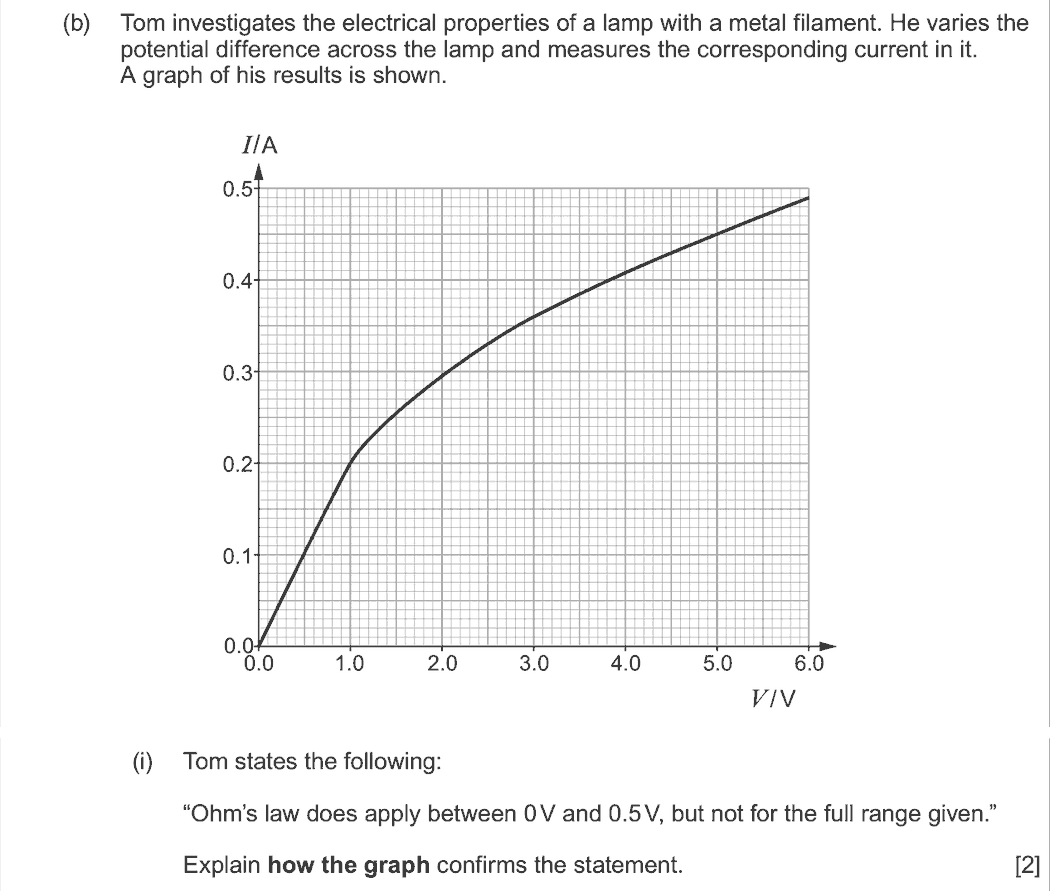 (b) Tom investigates the electrical properties of a lamp with a metal filament. He varies the
potential difference across the lamp and measures the corresponding current in it.
A graph of his results is shown.
I/A
0.5
0.4
0.3
0.2
0.1
0.0
0.0 1.0 2.0 3.0 4.0 5.0 6.0
V/V
(i) Tom states the following:
“Ohm’s law does apply between 0V and 0.5V, but not for the full range given.”
Explain how the graph confirms the statement. [2]